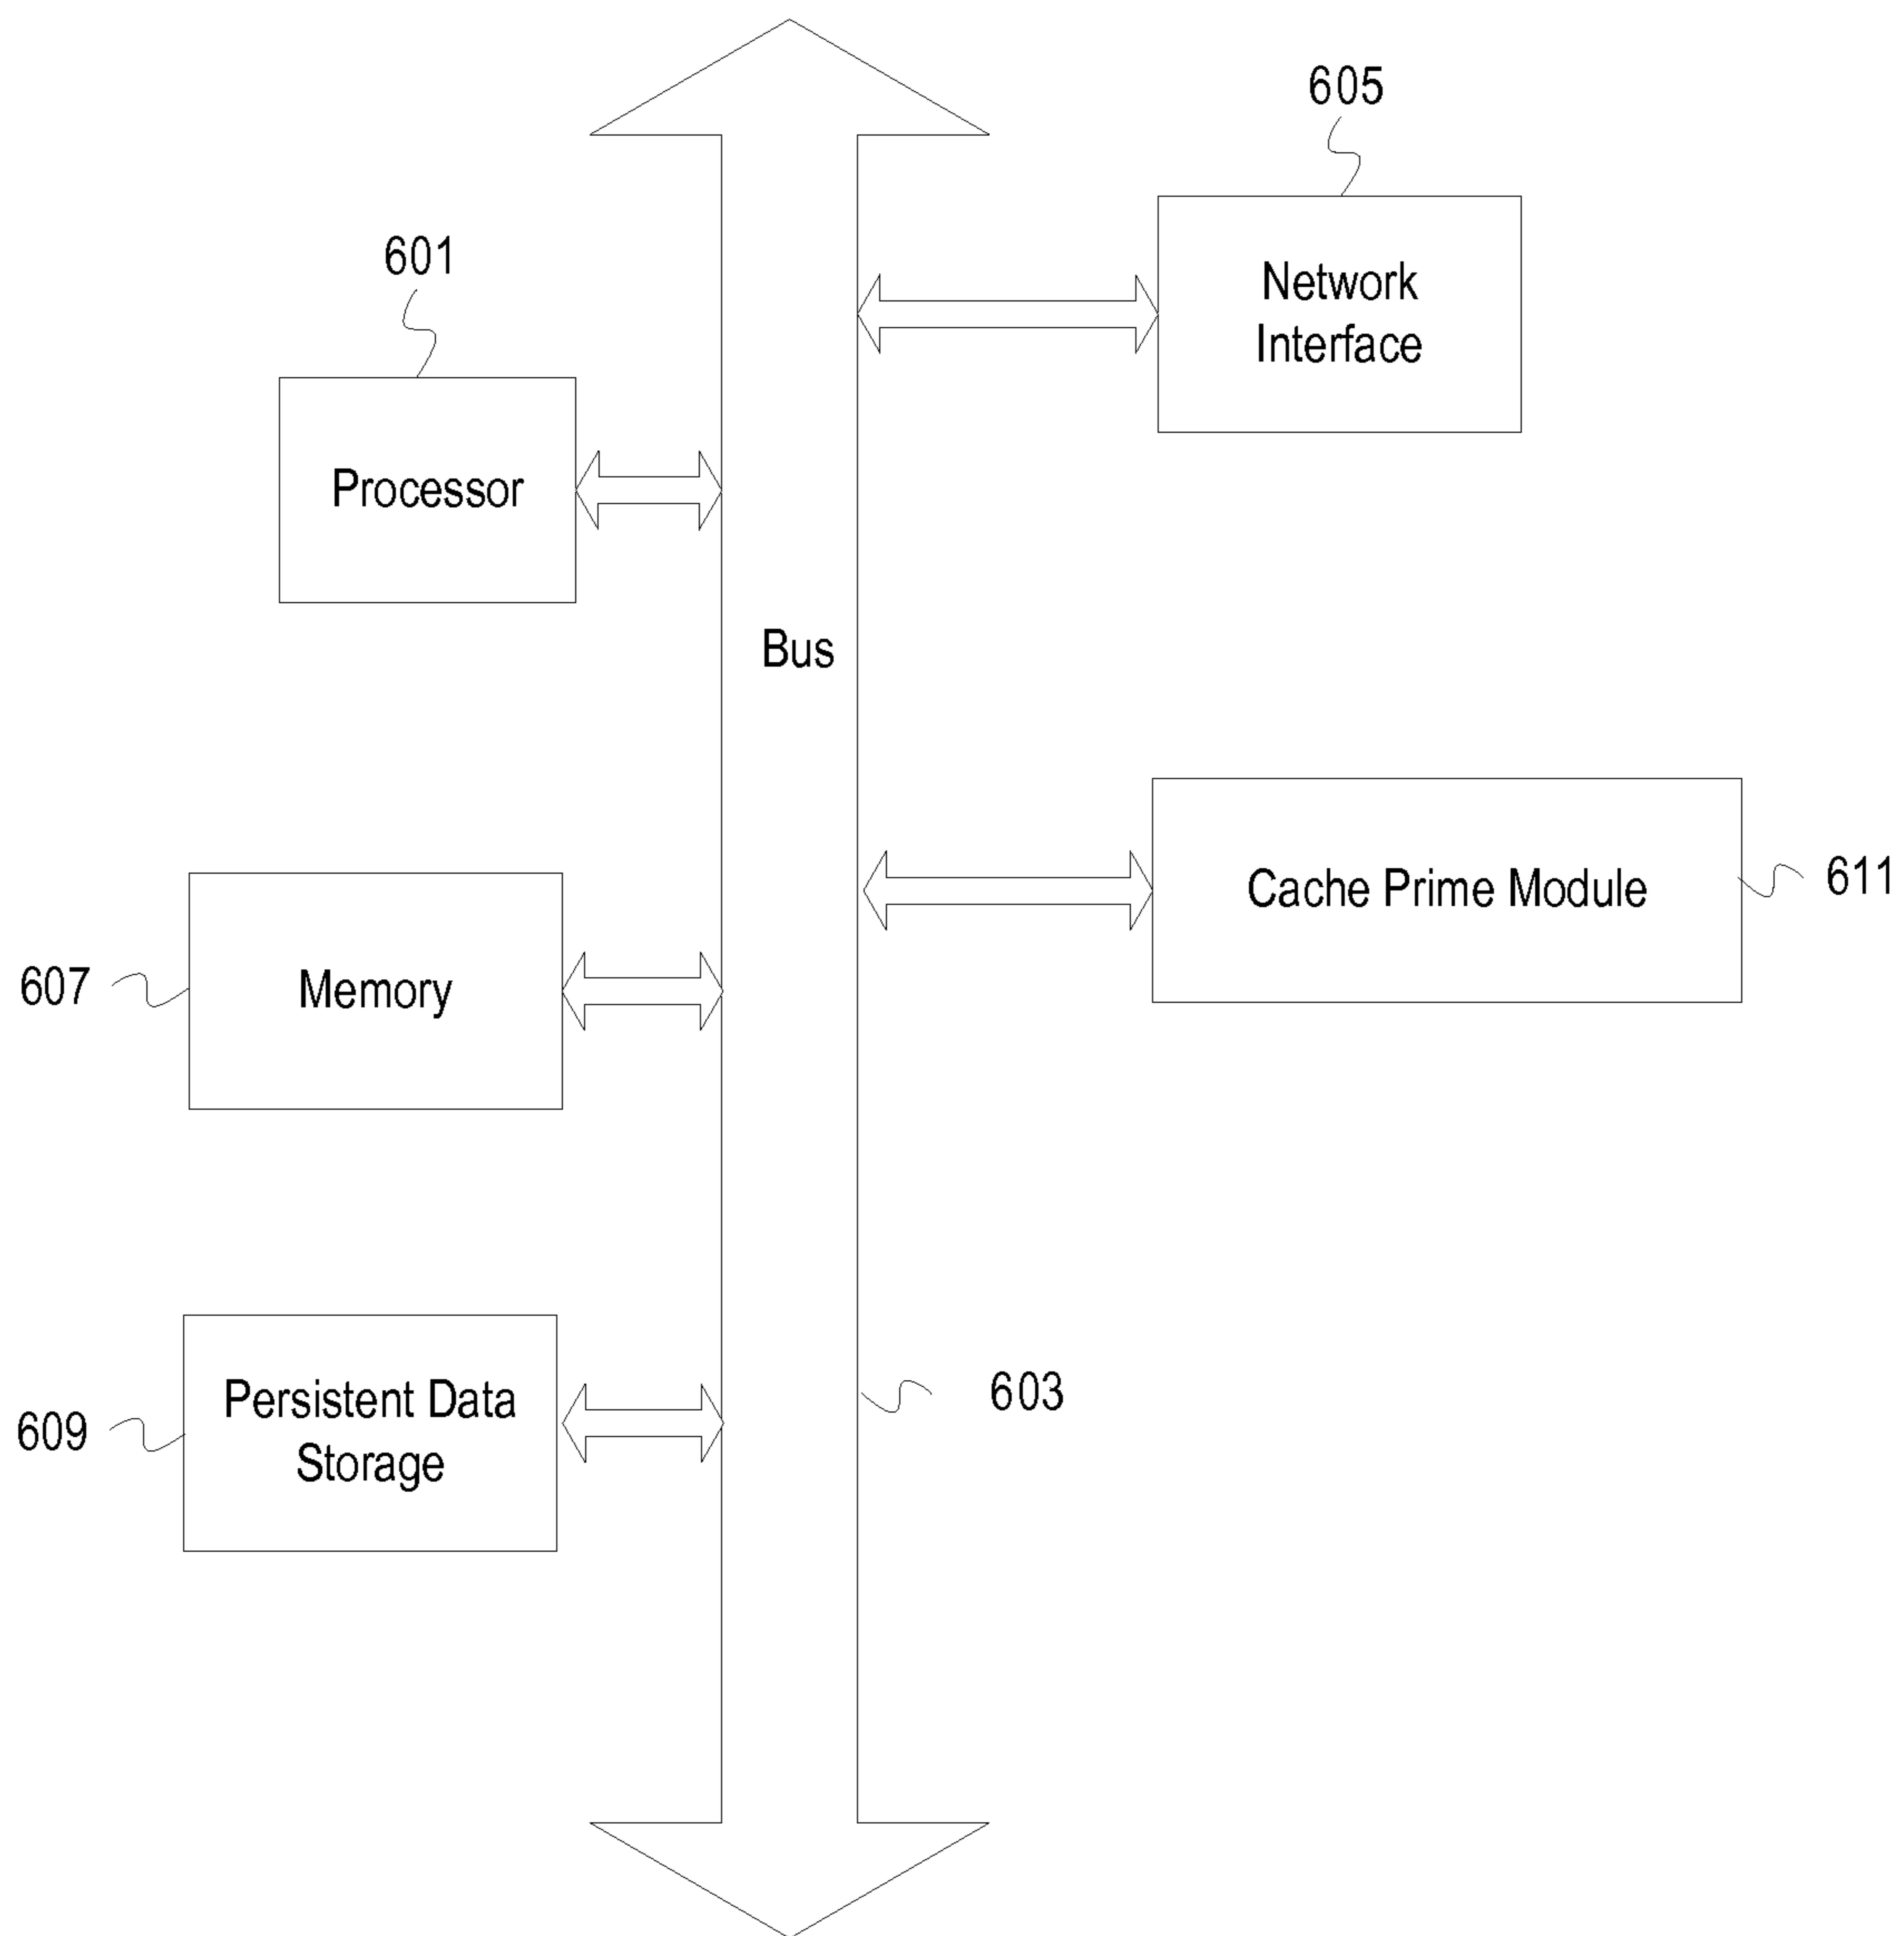 605
Network
Interface
601
Processor
Bus
Cache Prime Module
611
607
Memory
603
609
Persistent Data
Storage